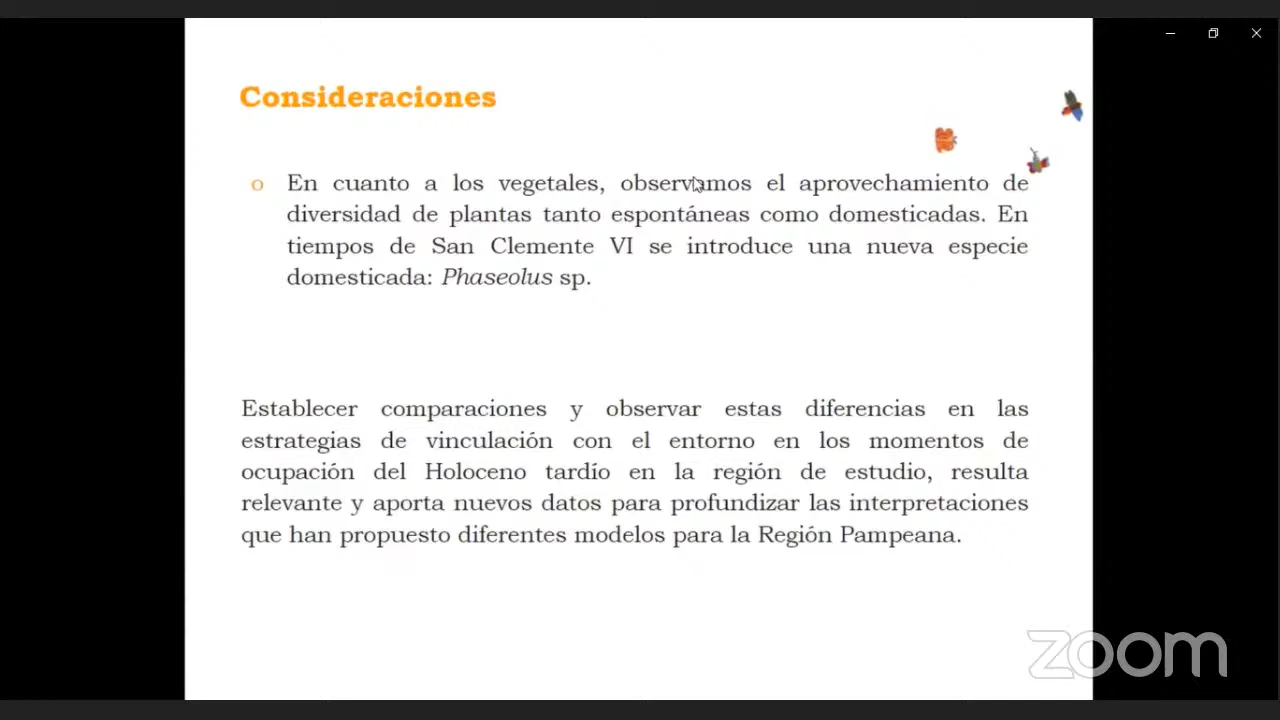 Consideraciones
o En cuanto a los vegetales, observamos el aprovechamiento de
diversidad de plantas tanto espontáneas como domesticadas. En
tiempos de San Clemente VI se introduce una nueva especie
domesticada: Phaseolus sp.
Establecer comparaciones y observar estas diferencias en las
estrategias de vinculación con el entorno en los momentos de
ocupación del Holoceno tardío en la región de estudio, resulta
relevante y aporta nuevos datos para profundizar las interpretaciones
que han propuesto diferentes modelos para la Región Pampeana.
zoom